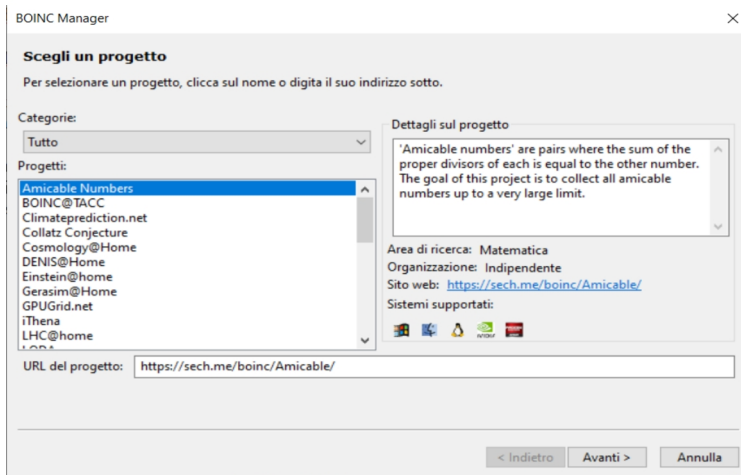 BOINC Manager
Scegli un progetto
Per selezionare un progetto, clicca sul nome o digita il suo indirizzo sotto.
Categorie:
Tutto
Progetti:
Amicable Numbers
BOINC@TACC
Climateprediction.net
Collatz Conjecture
Cosmology@Home
DENIS@Home
Einstein@home
Gerasim@Home
GPUGrid.net
iThena
LHC@home
Dettagli sul progetto
'Amicable numbers' are pairs where the sum of the
proper divisors of each is equal to the other number.
The goal of this project is to collect all amicable
numbers up to a very large limit.
Area di ricerca: Matematica
Organizzazione: Indipendente
Sito web: https://sech.me/boinc/Amicable/
Sistemi supportati:
URL del progetto: https://sech.me/boinc/Amicable/
< Indietro
Avanti >
Annulla